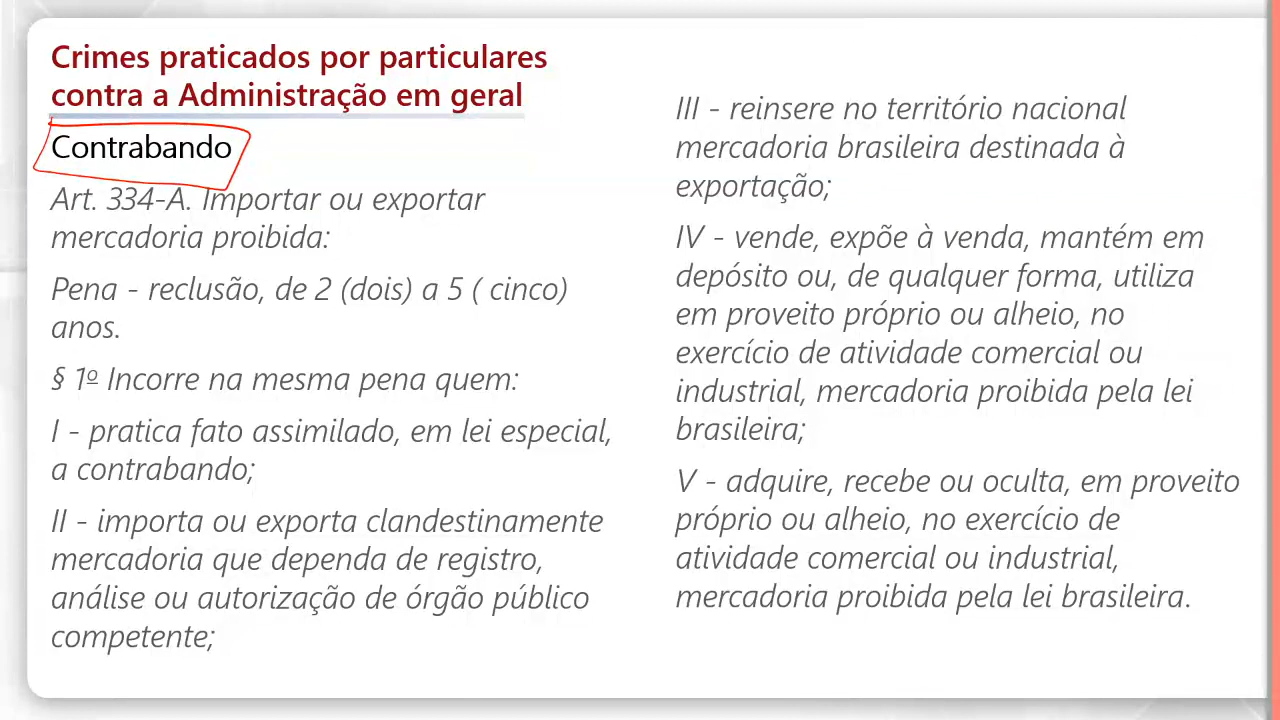 Crimes praticados por particulares
contra a Administração em geral
Contrabando
Art. 334-A. Importar ou exportar
mercadoria proibida:
Pena - reclusão, de 2 (dois) a 5 ( cinco)
anos.
§ 1º Incorre na mesma pena quem:
I - pratica fato assimilado, em lei especial,
a contrabando;
II - importa ou exporta clandestinamente
mercadoria que dependa de registro,
análise ou autorização de órgão público
competente;
III - reinsere no território nacional
mercadoria brasileira destinada à
exportação;
IV - vende, expõe à venda, mantém em
depósito ou, de qualquer forma, utiliza
em proveito próprio ou alheio, no
exercício de atividade comercial ou
industrial, mercadoria proibida pela lei
brasileira;
V - adquire, recebe ou oculta, em proveito
próprio ou alheio, no exercício de
atividade comercial ou industrial,
mercadoria proibida pela lei brasileira.